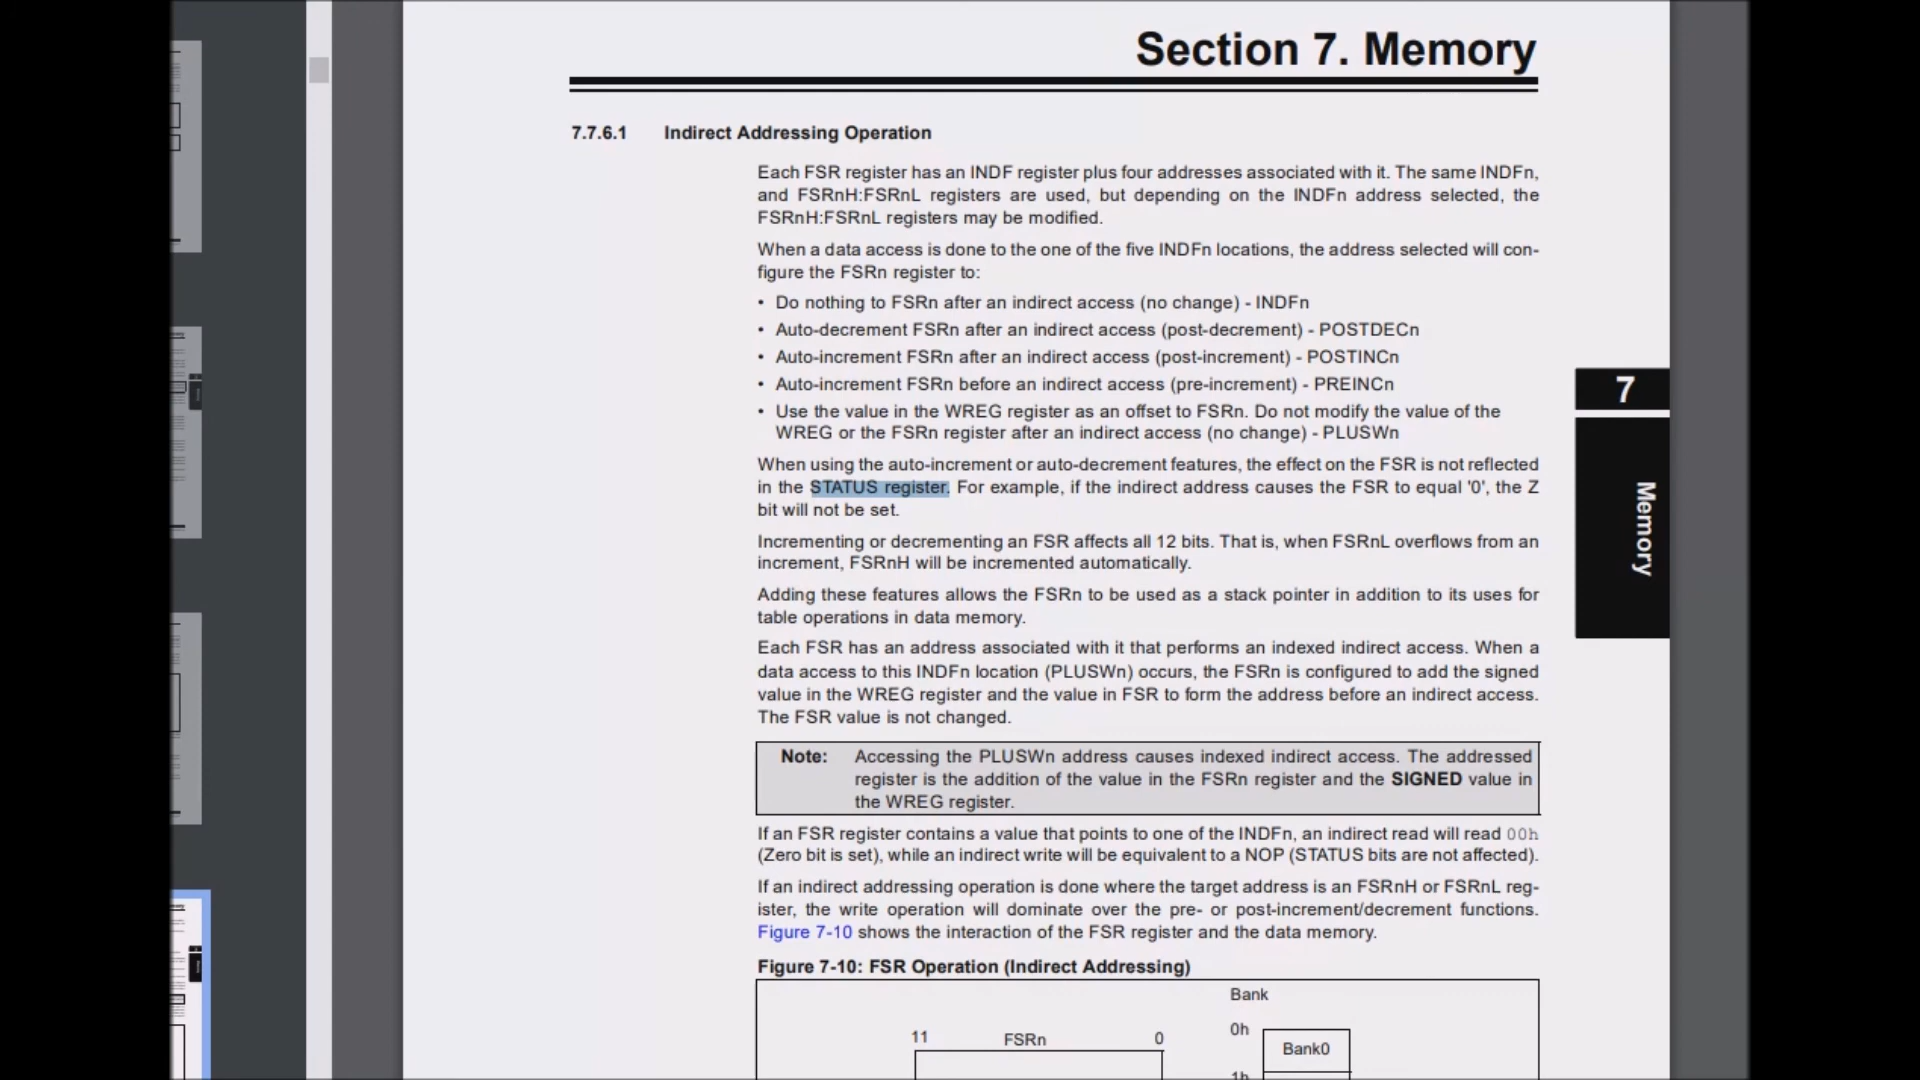 Section 7. Memory
7.7.6.1 Indirect Addressing Operation
Each FSR register has an INDF register plus four addresses associated with it. The same INDFn,
and FSRnH:FSRnL registers are used, but depending on the INDFn address selected, the
FSRnH:FSRnL registers may be modified.
When a data access is done to the one of the five INDFn locations, the address selected will con-
figure the FSRn register to:
• Do nothing to FSRn after an indirect access (no change) - INDFn
• Auto-decrement FSRn after an indirect access (post-decrement) - POSTDECn
• Auto-increment FSRn after an indirect access (post-increment) - POSTINCn
• Auto-increment FSRn before an indirect access (pre-increment) - PREINCn
• Use the value in the WREG register as an offset to FSRn. Do not modify the value of the
WREG or the FSRn register after an indirect access (no change) - PLUSWn
When using the auto-increment or auto-decrement features, the effect on the FSR is not reflected
in the STATUS register. For example, if the indirect address causes the FSR to equal '0', the Z
bit will not be set.
Incrementing or decrementing an FSR affects all 12 bits. That is, when FSRnL overflows from an
increment, FSRnH will be incremented automatically.
Adding these features allows the FSRn to be used as a stack pointer in addition to its uses for
table operations in data memory.
Each FSR has an address associated with it that performs an indexed indirect access. When a
data access to this INDFn location (PLUSWn) occurs, the FSRn is configured to add the signed
value in the WREG register and the value in FSR to form the address before an indirect access.
The FSR value is not changed.
Note: Accessing the PLUSWn address causes indexed indirect access. The addressed
register is the addition of the value in the FSRn register and the SIGNED value in
the WREG register.
If an FSR register contains a value that points to one of the INDFn, an indirect read will read 00h
(Zero bit is set), while an indirect write will be equivalent to a NOP (STATUS bits are not affected).
If an indirect addressing operation is done where the target address is an FSRnH or FSRnL reg-
ister, the write operation will dominate over the pre- or post-increment/decrement functions.
Figure 7-10 shows the interaction of the FSR register and the data memory.
Figure 7-10: FSR Operation (Indirect Addressing)
Bank
11 FSRn 0
0h
Bank0
1h
7
Memory